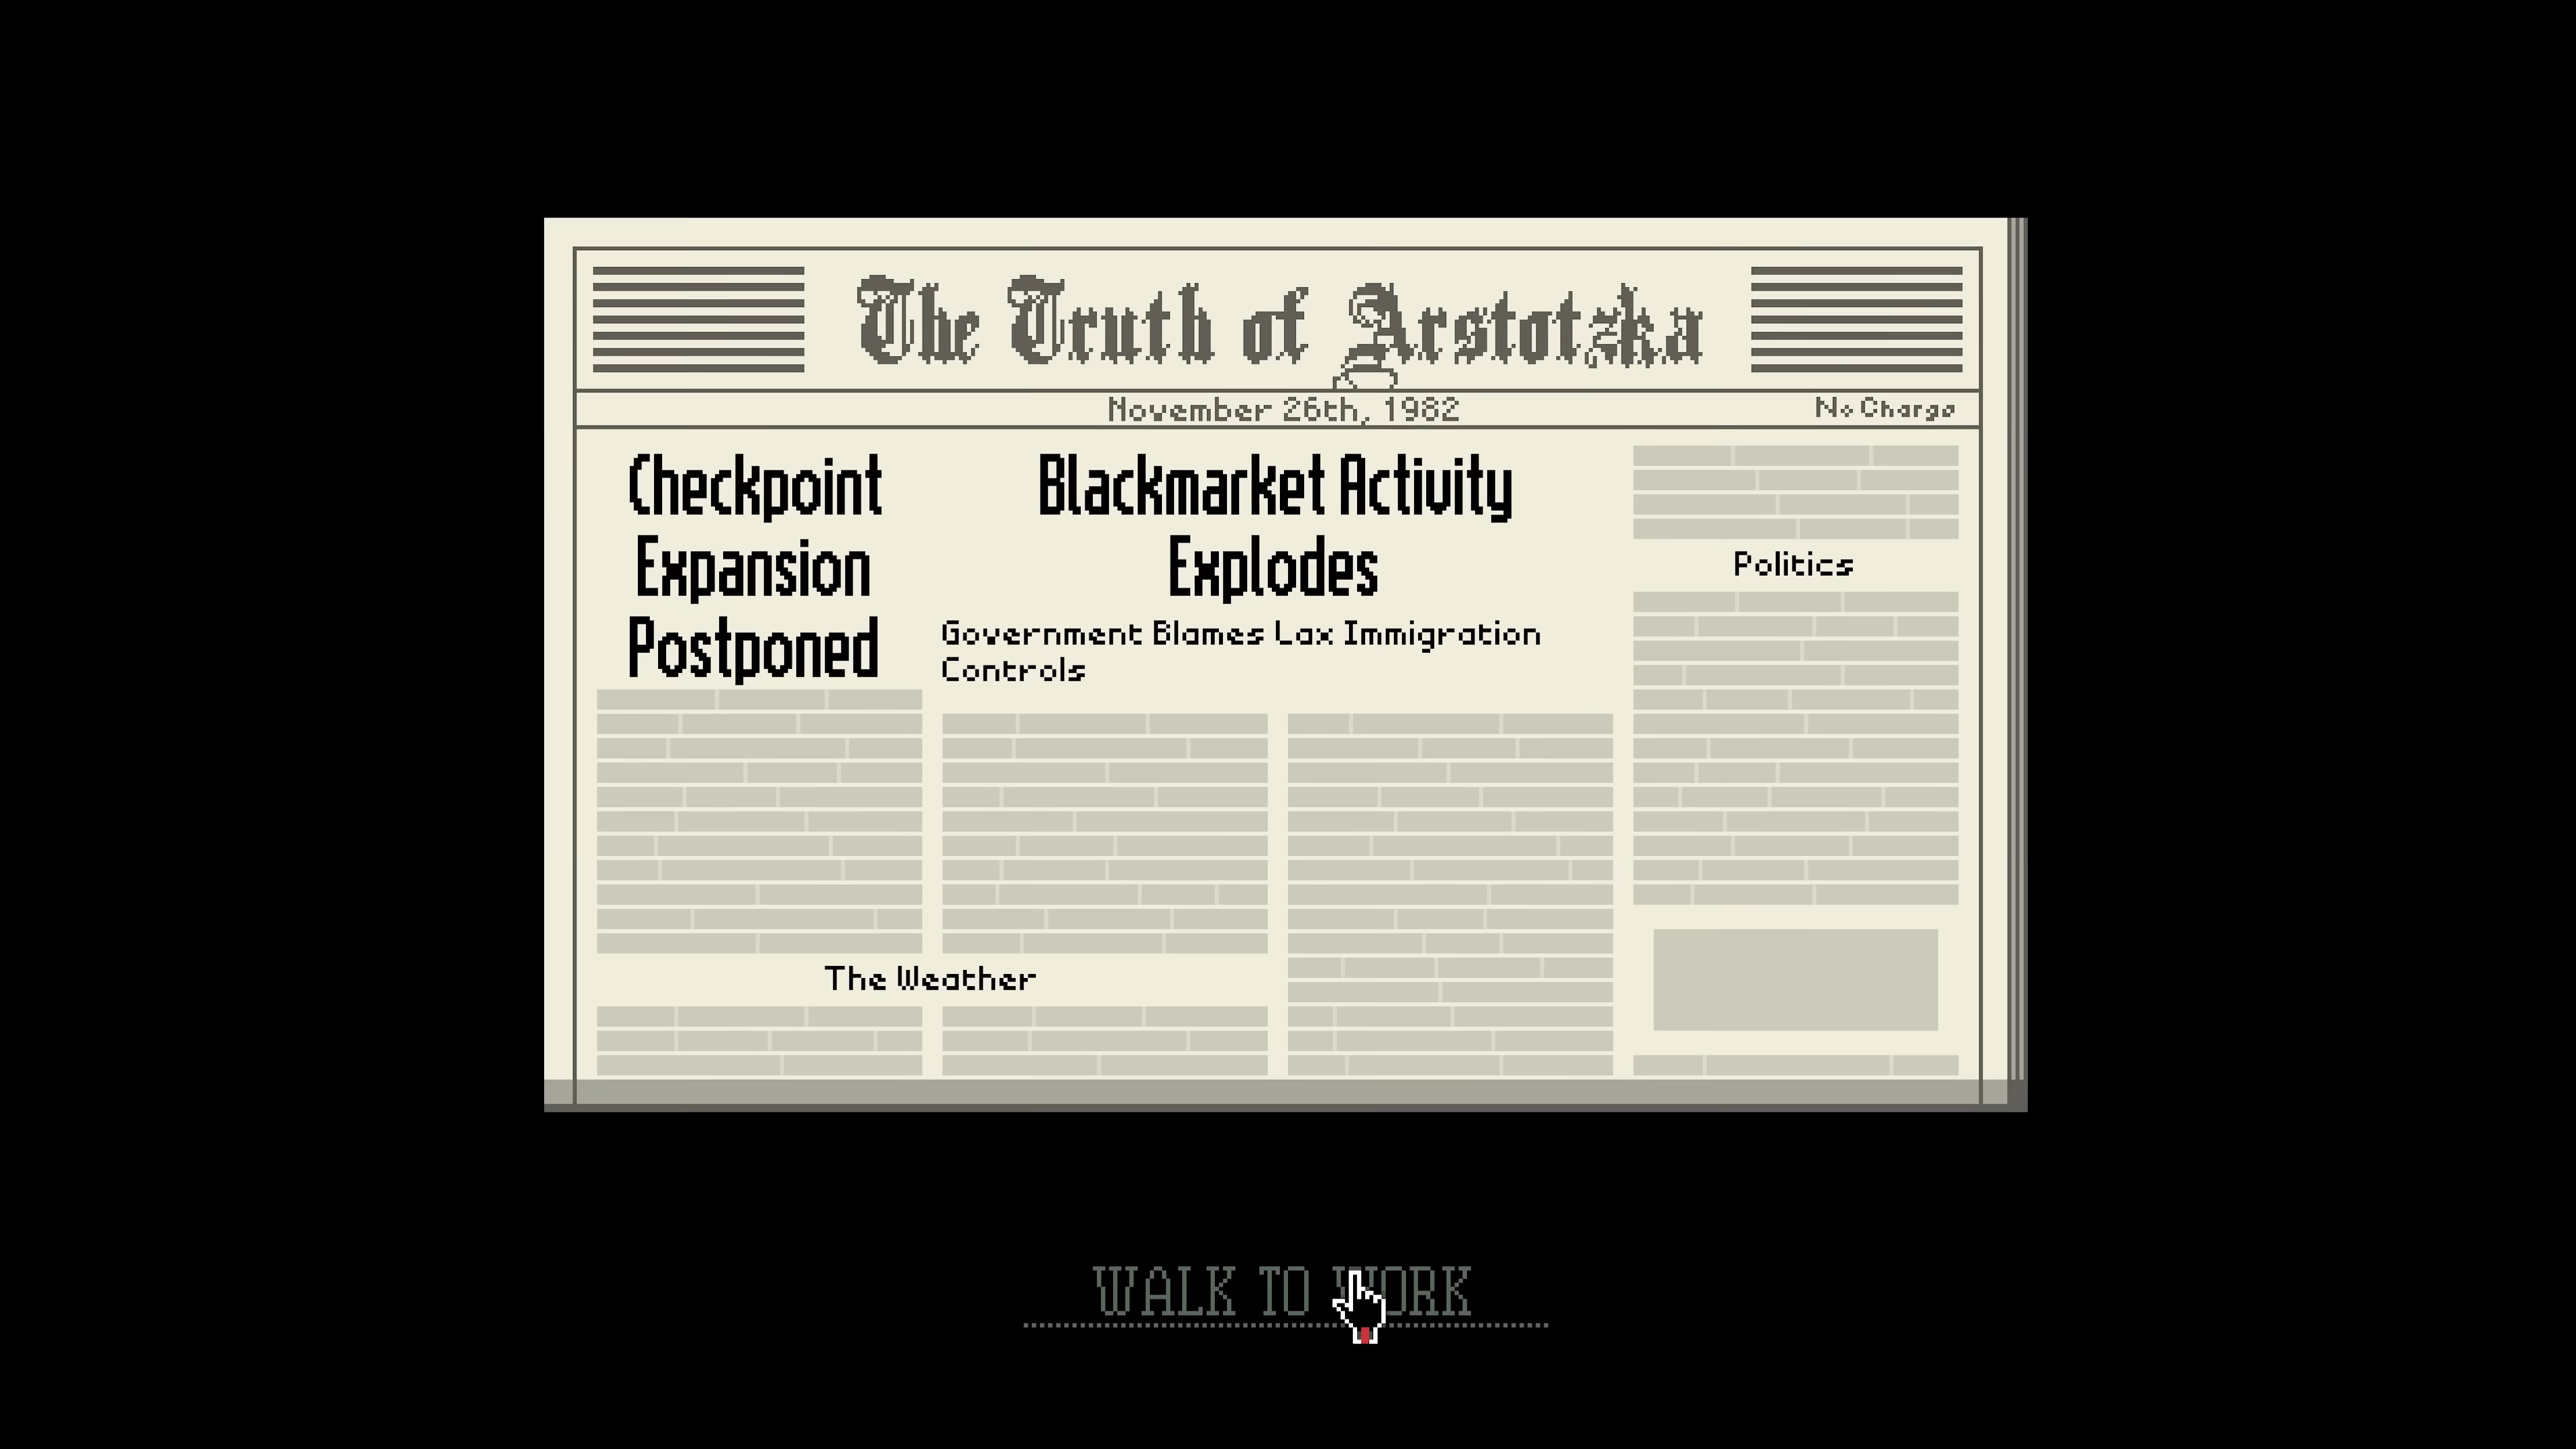 The Truth of Arstotzka
November 26th, 1982
No Charge
Checkpoint
Expansion
Postponed
Blackmarket Activity
Explodes
Government Blames Lax Immigration
Controls
Politics
The Weather
WALK TO WORK